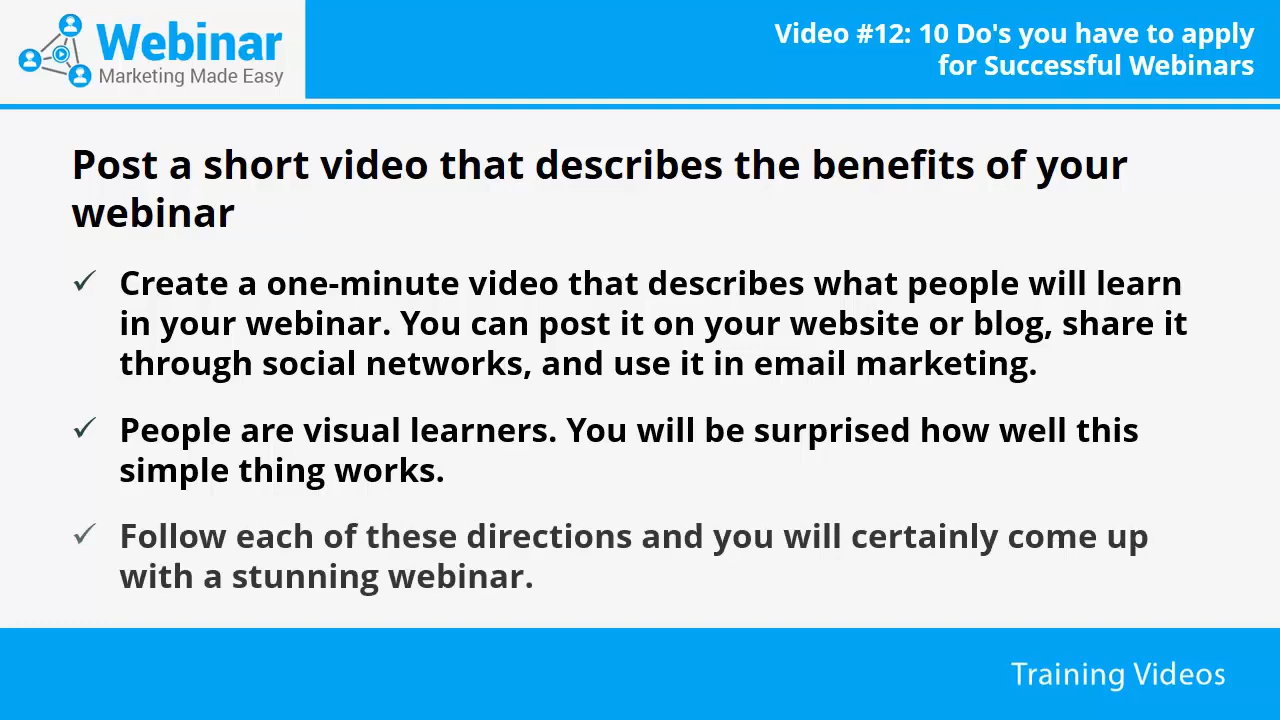 Webinar
Marketing Made Easy
Video #12: 10 Do's you have to apply
for Successful Webinars
Post a short video that describes the benefits of your
webinar
✓ Create a one-minute video that describes what people will learn
in your webinar. You can post it on your website or blog, share it
through social networks, and use it in email marketing.
✓ People are visual learners. You will be surprised how well this
simple thing works.
✓ Follow each of these directions and you will certainly come up
with a stunning webinar.
Training Videos